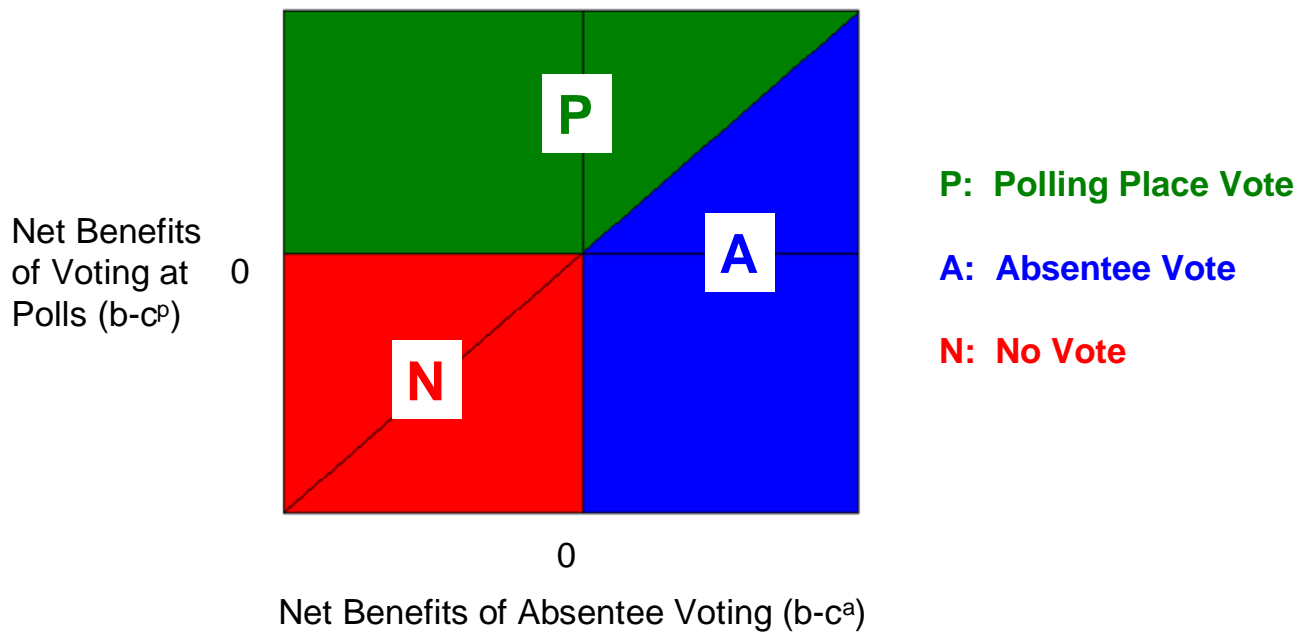 P
P: Polling Place Vote
Net Benefits
of Voting at
Polls (b-cᵖ)
0
A
A: Absentee Vote
N
N: No Vote
0
Net Benefits of Absentee Voting (b-cᵃ)